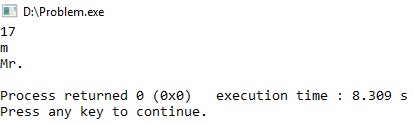 D:\Problem.exe
17
m
Mr.
Process returned 0 (0x0)   execution time : 8.309 s
Press any key to continue.